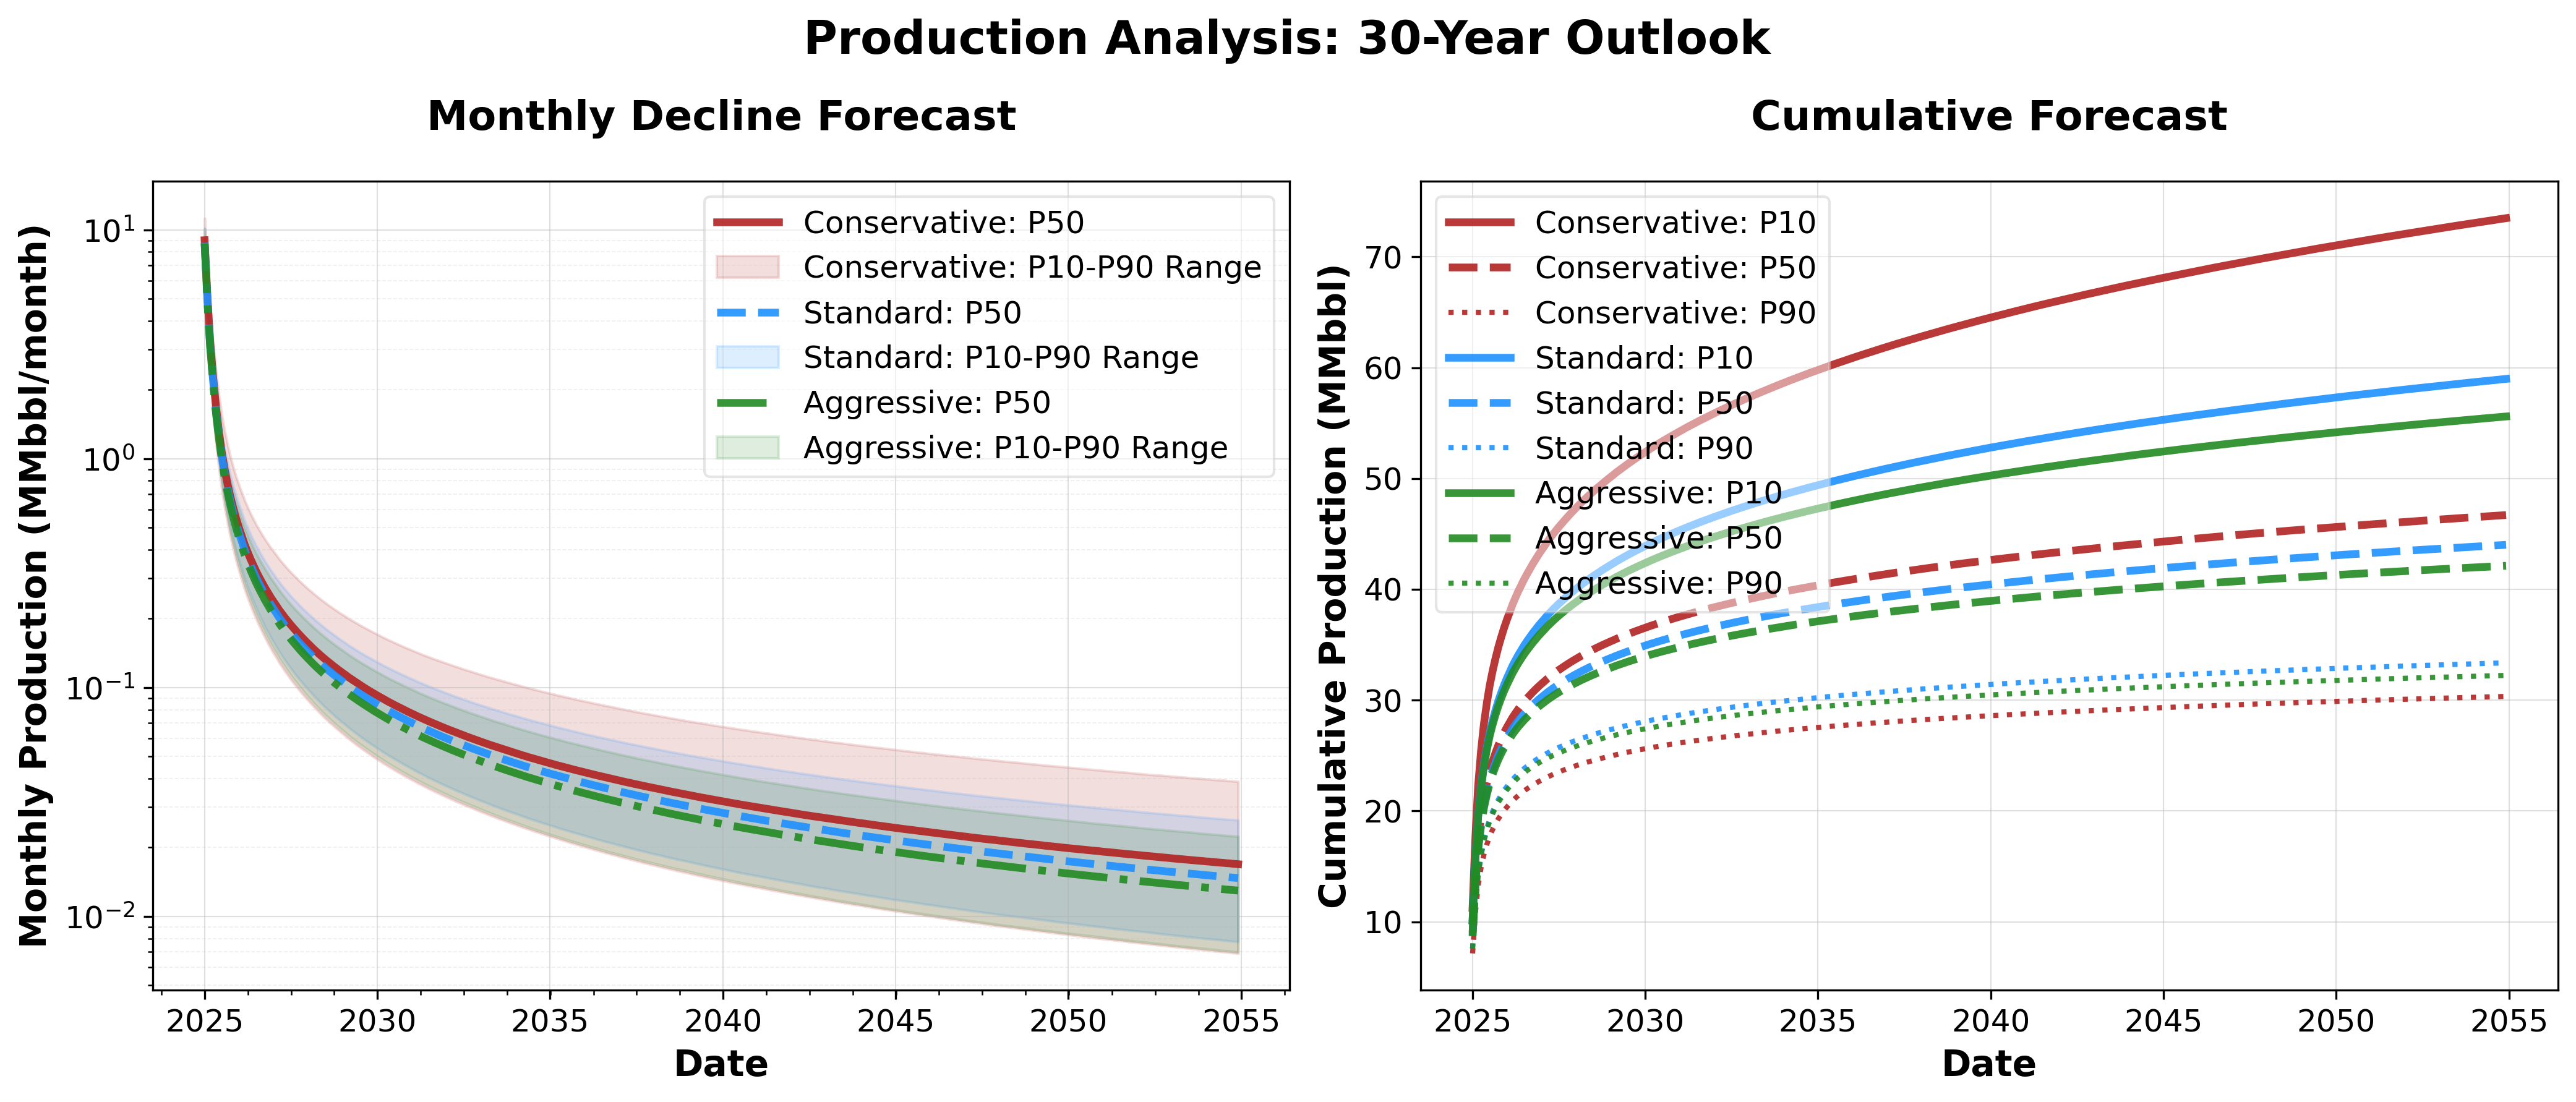 Production Analysis: 30-Year Outlook
Monthly Decline Forecast
Monthly Production (MMbbl/month)
10¹
10⁰
10⁻¹
10⁻²
Conservative: P50
Conservative: P10-P90 Range
Standard: P50
Standard: P10-P90 Range
Aggressive: P50
Aggressive: P10-P90 Range
2025 2030 2035 2040 2045 2050 2055
Date
Cumulative Forecast
Cumulative Production (MMbbl)
70
60
50
40
30
20
10
Conservative: P10
Conservative: P50
Conservative: P90
Standard: P10
Standard: P50
Standard: P90
Aggressive: P10
Aggressive: P50
Aggressive: P90
2025 2030 2035 2040 2045 2050 2055
Date